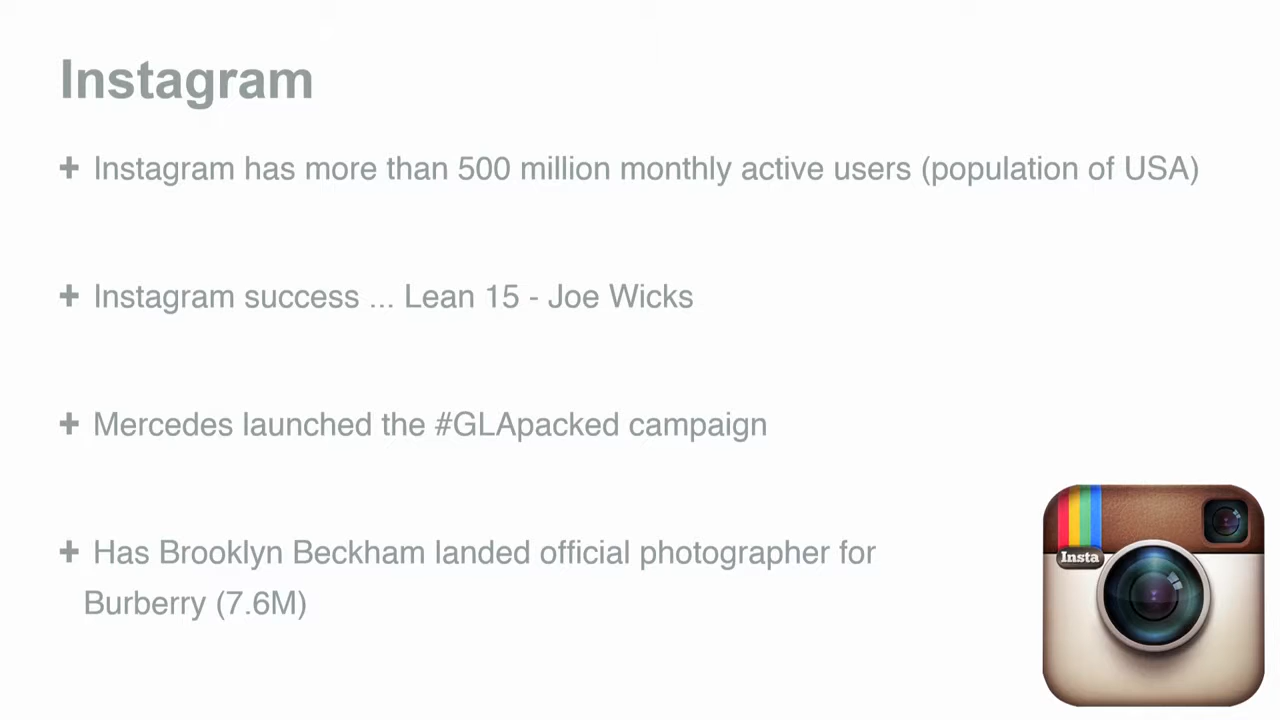 Instagram
+ Instagram has more than 500 million monthly active users (population of USA)
+ Instagram success ... Lean 15 - Joe Wicks
+ Mercedes launched the #GLApacked campaign
+ Has Brooklyn Beckham landed official photographer for
Burberry (7.6M)
Insta